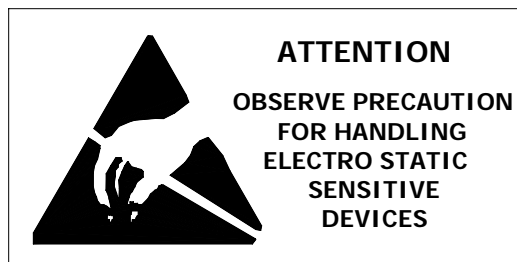 ATTENTION
OBSERVE PRECAUTION
FOR HANDLING
ELECTRO STATIC
SENSITIVE
DEVICES